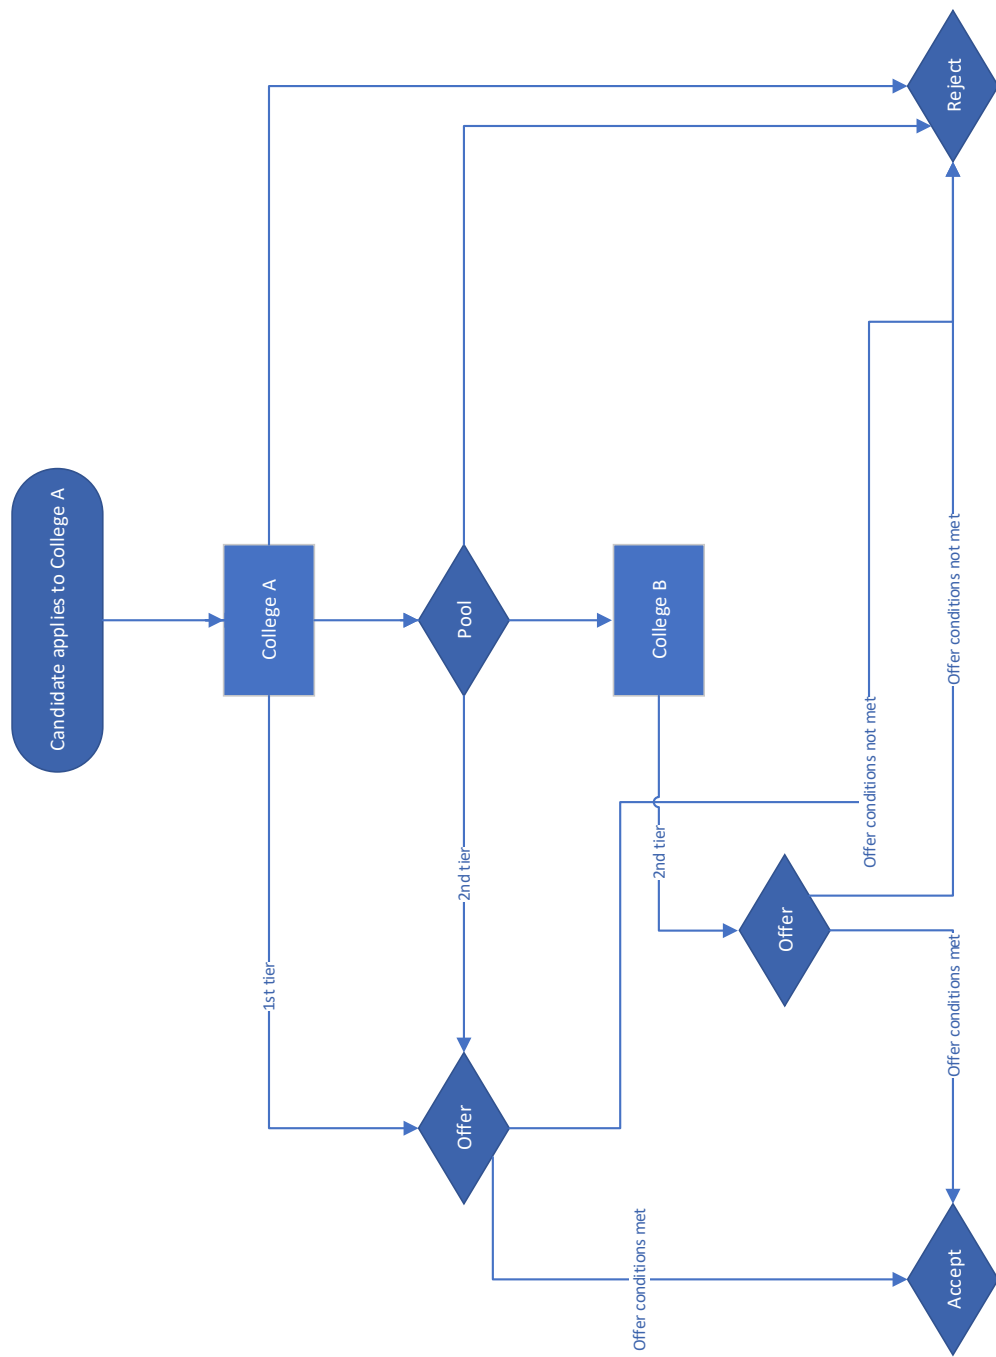 Candidate applies to College A
College A
1st tier
Pool
2nd tier
Offer
College B
2nd tier
Offer
Offer conditions met
Offer conditions not met
Offer conditions met
Offer conditions not met
Accept
Reject